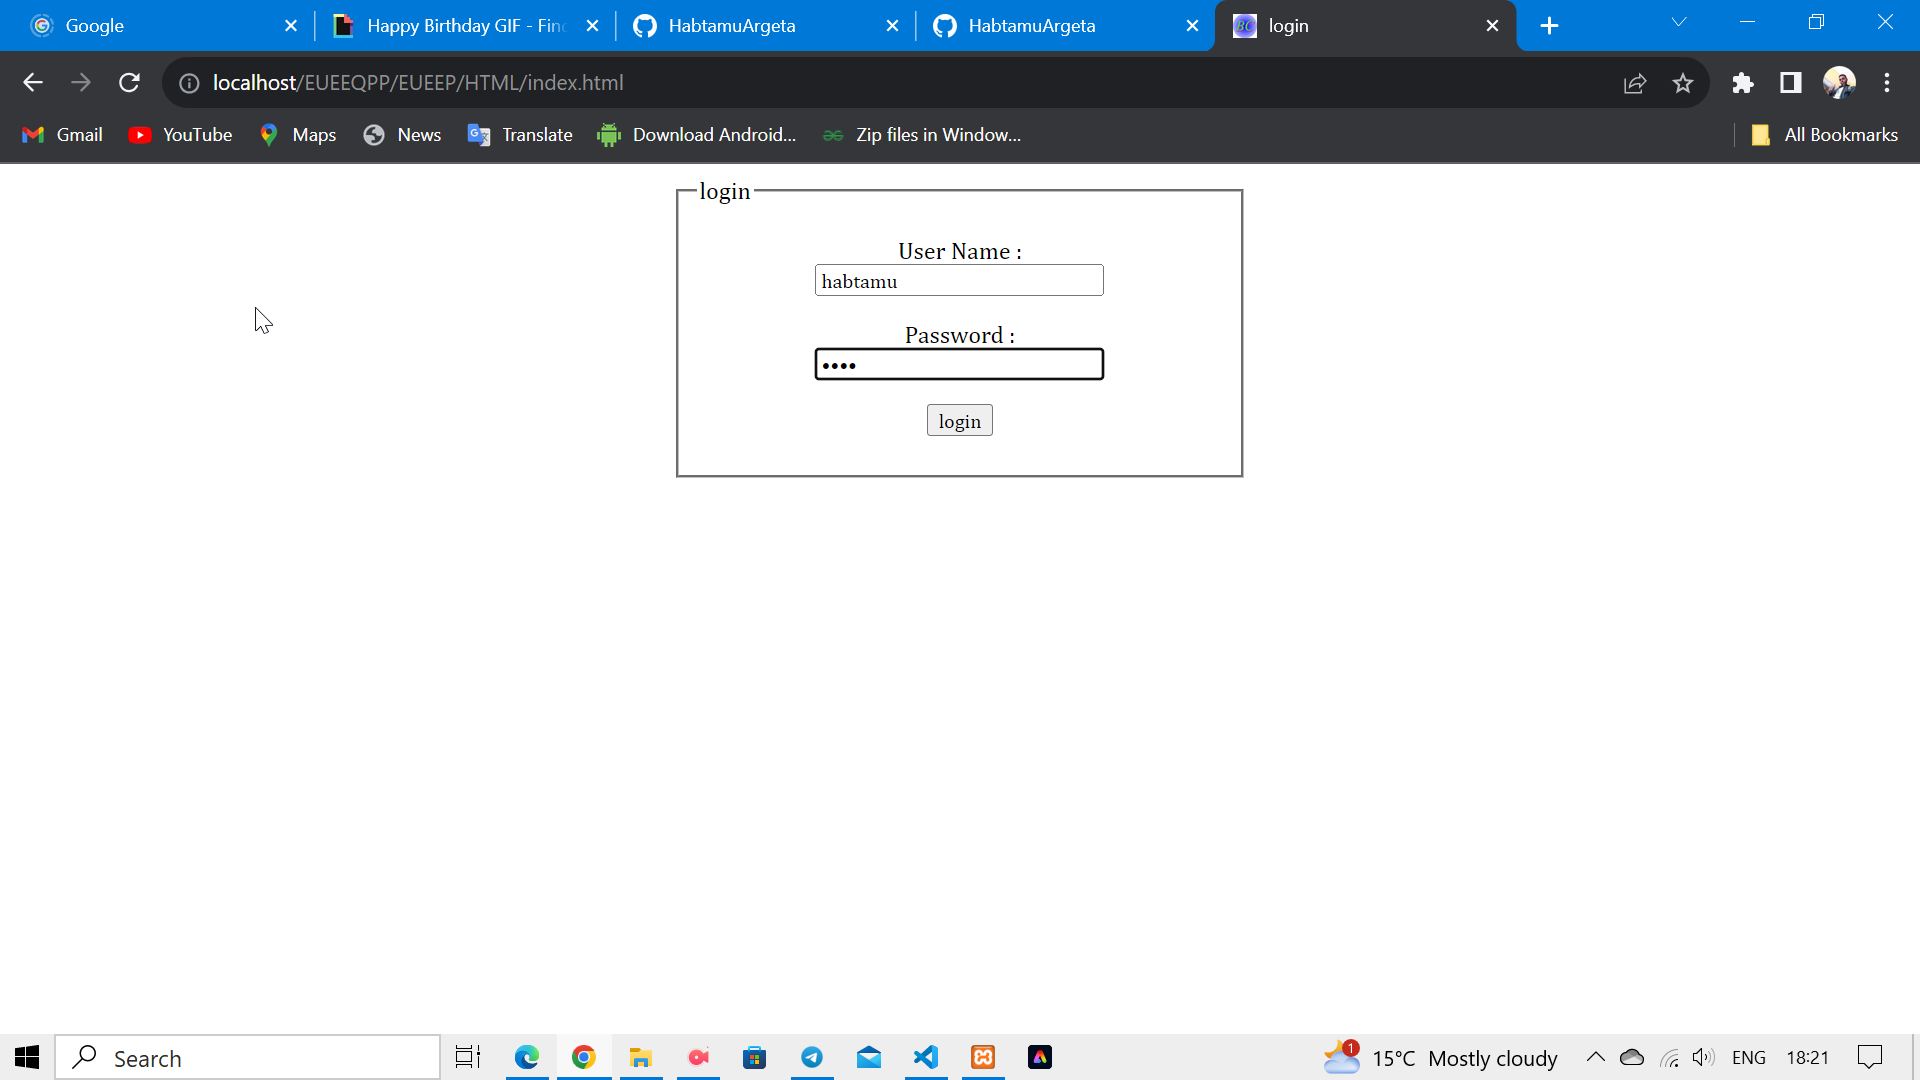 Google
Happy Birthday GIF - Fin
HabtamuArgeta
HabtamuArgeta
login
localhost/EUEEQPP/EUEEP/HTML/index.html
Gmail
YouTube
Maps
News
Translate
Download Android...
Zip files in Window...
All Bookmarks
login
User Name :
habtamu
Password :
••••
login
Search
1
15°C Mostly cloudy
ENG
18:21